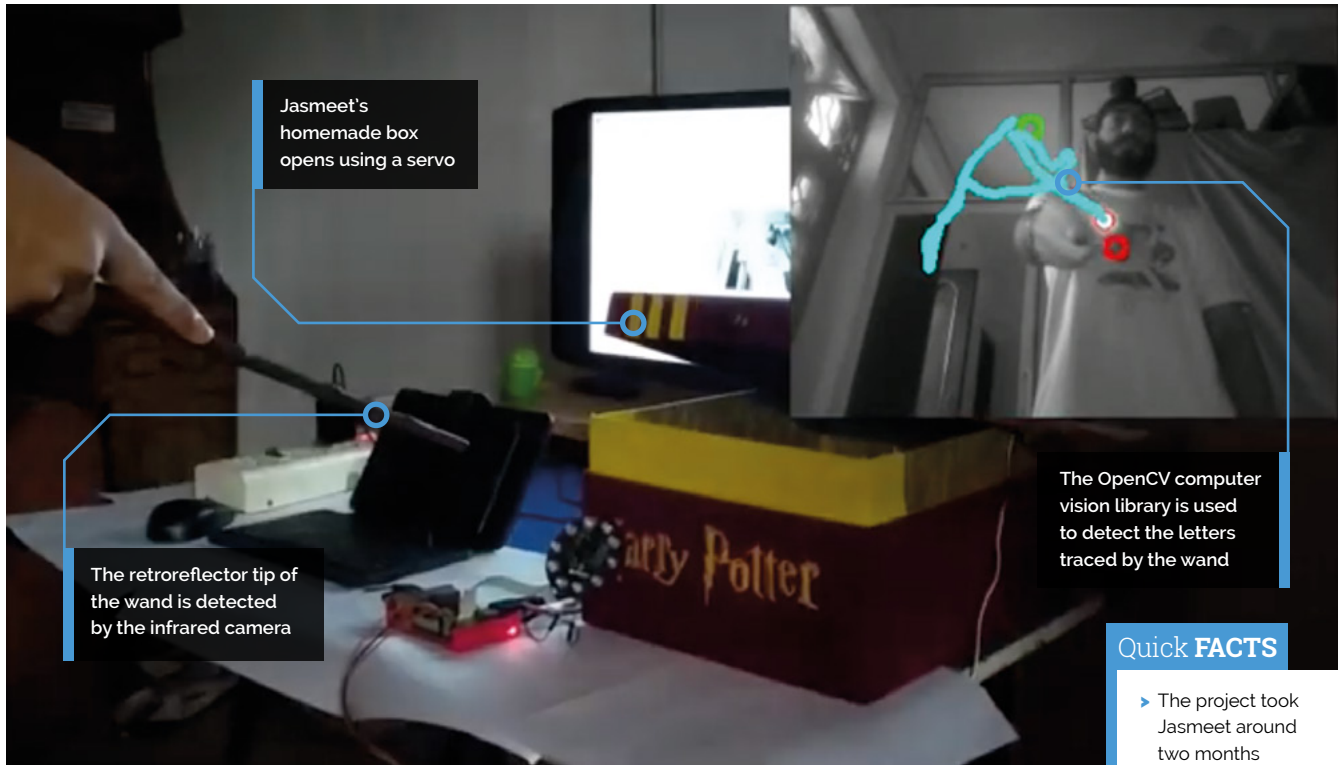 Jasmeet's
homemade box
opens using a servo
The retroreflector tip of
the wand is detected
by the infrared camera
arry Potter
The OpenCV computer
vision library is used
to detect the letters
traced by the wand
Quick FACTS
> The project took
Jasmeet around
two months